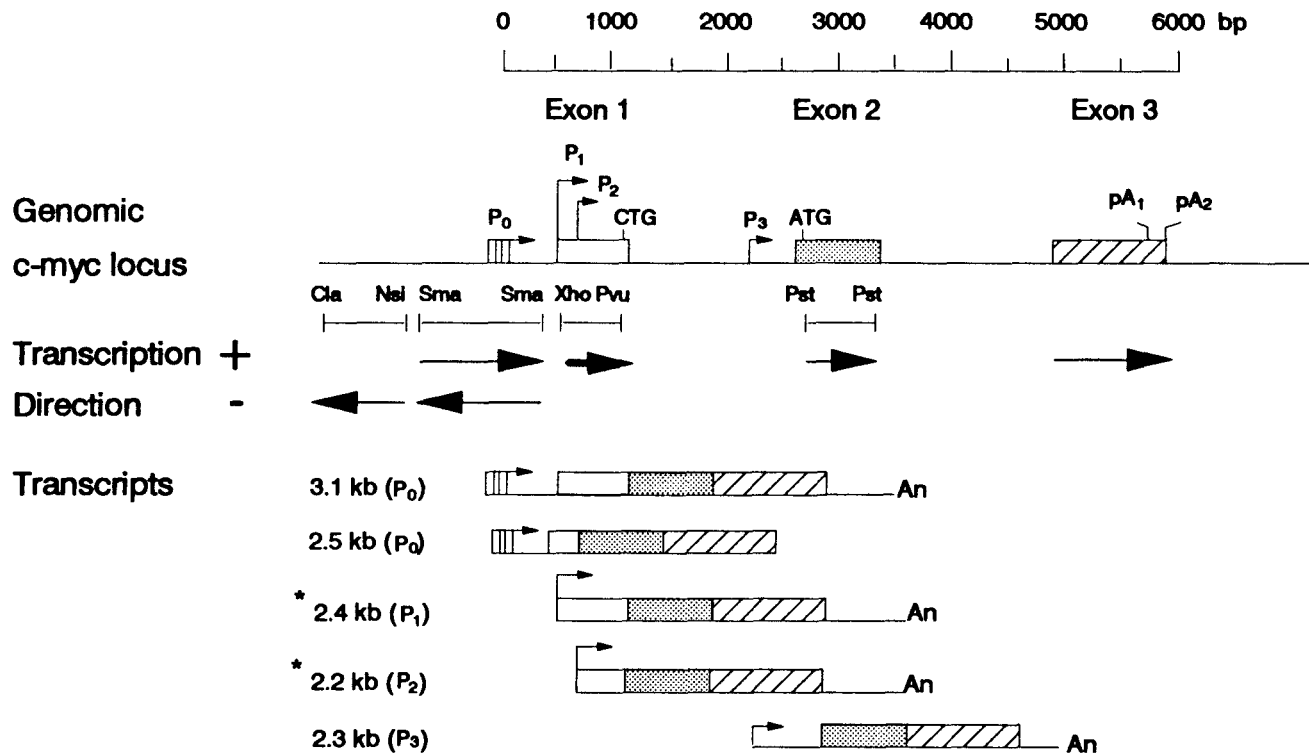 0 1000 2000 3000 4000 5000 6000 bp
Exon 1 Exon 2 Exon 3
P1
P2
Genomic P0 CTG P3 ATG pA1 pA2
c-myc locus
Cla Nsi Sma Sma Xho Pvu Pst Pst
Transcription +
Direction -
Transcripts
3.1 kb (P0) An
2.5 kb (P0)
* 2.4 kb (P1) An
* 2.2 kb (P2) An
2.3 kb (P3) An